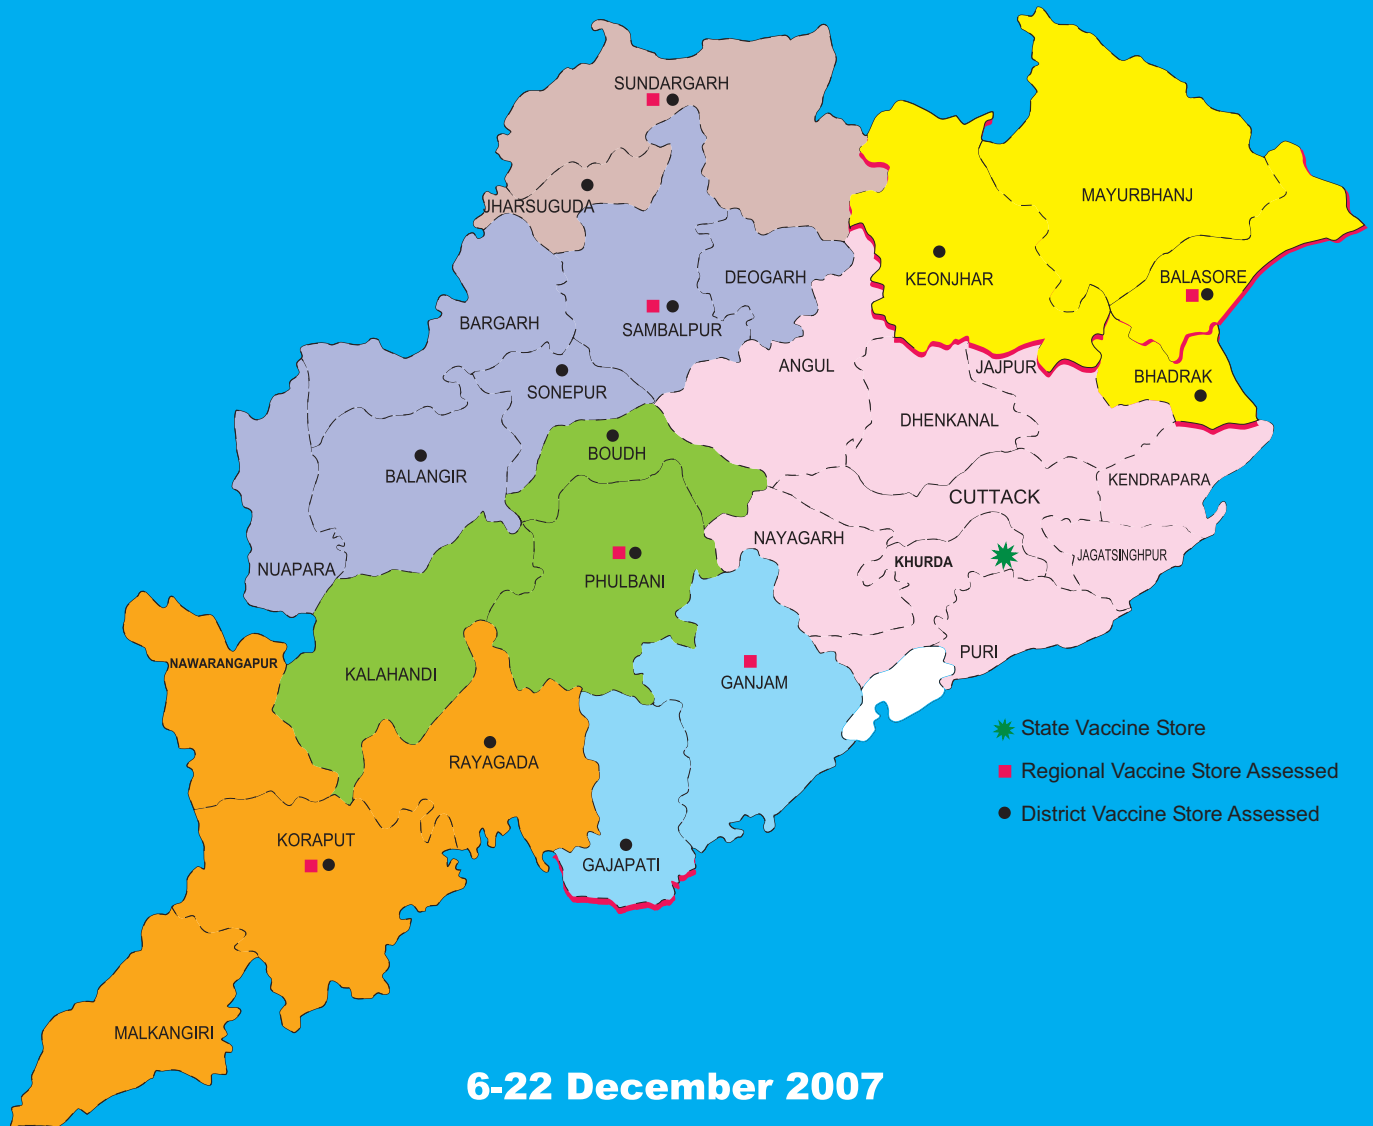 SUNDARGARH
JHARSUGUDA
MAYURBHANJ
DEOGARH
KEONJHAR
BALASORE
BARGARH
SAMBALPUR
ANGUL
JAJPUR
BHADRAK
SONEPUR
DHENKANAL
BOUDH
BALANGIR
KENDRAPARA
CUTTACK
NAYAGARH
KHURDA
JAGATSINGHPUR
NUAPARA
PHULBANI
PURI
NAWARANGAPUR
KALAHANDI
GANJAM
State Vaccine Store
RAYAGADA
Regional Vaccine Store Assessed
District Vaccine Store Assessed
KORAPUT
GAJAPATI
MALKANGIRI
6-22 December 2007